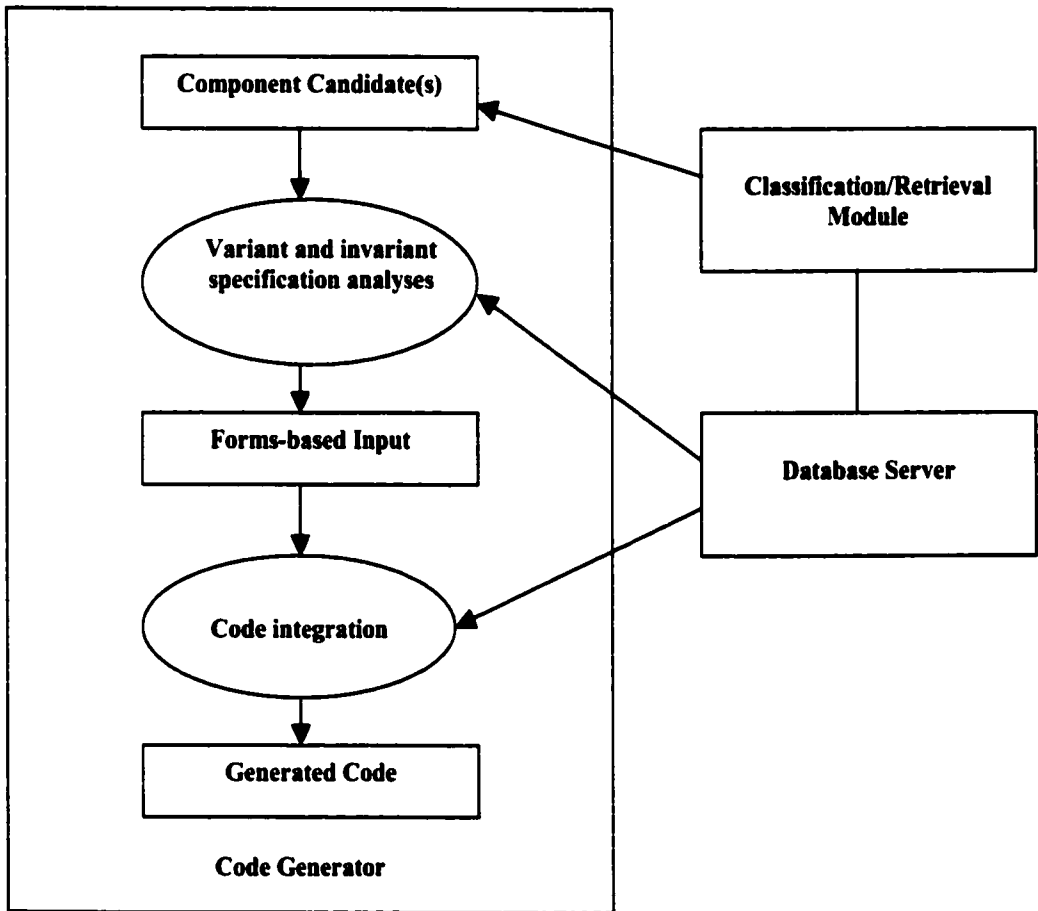 Component Candidate(s)
Classification/Retrieval
Module
Variant and invariant
specification analyses
Forms-based Input
Database Server
Code integration
Generated Code
Code Generator